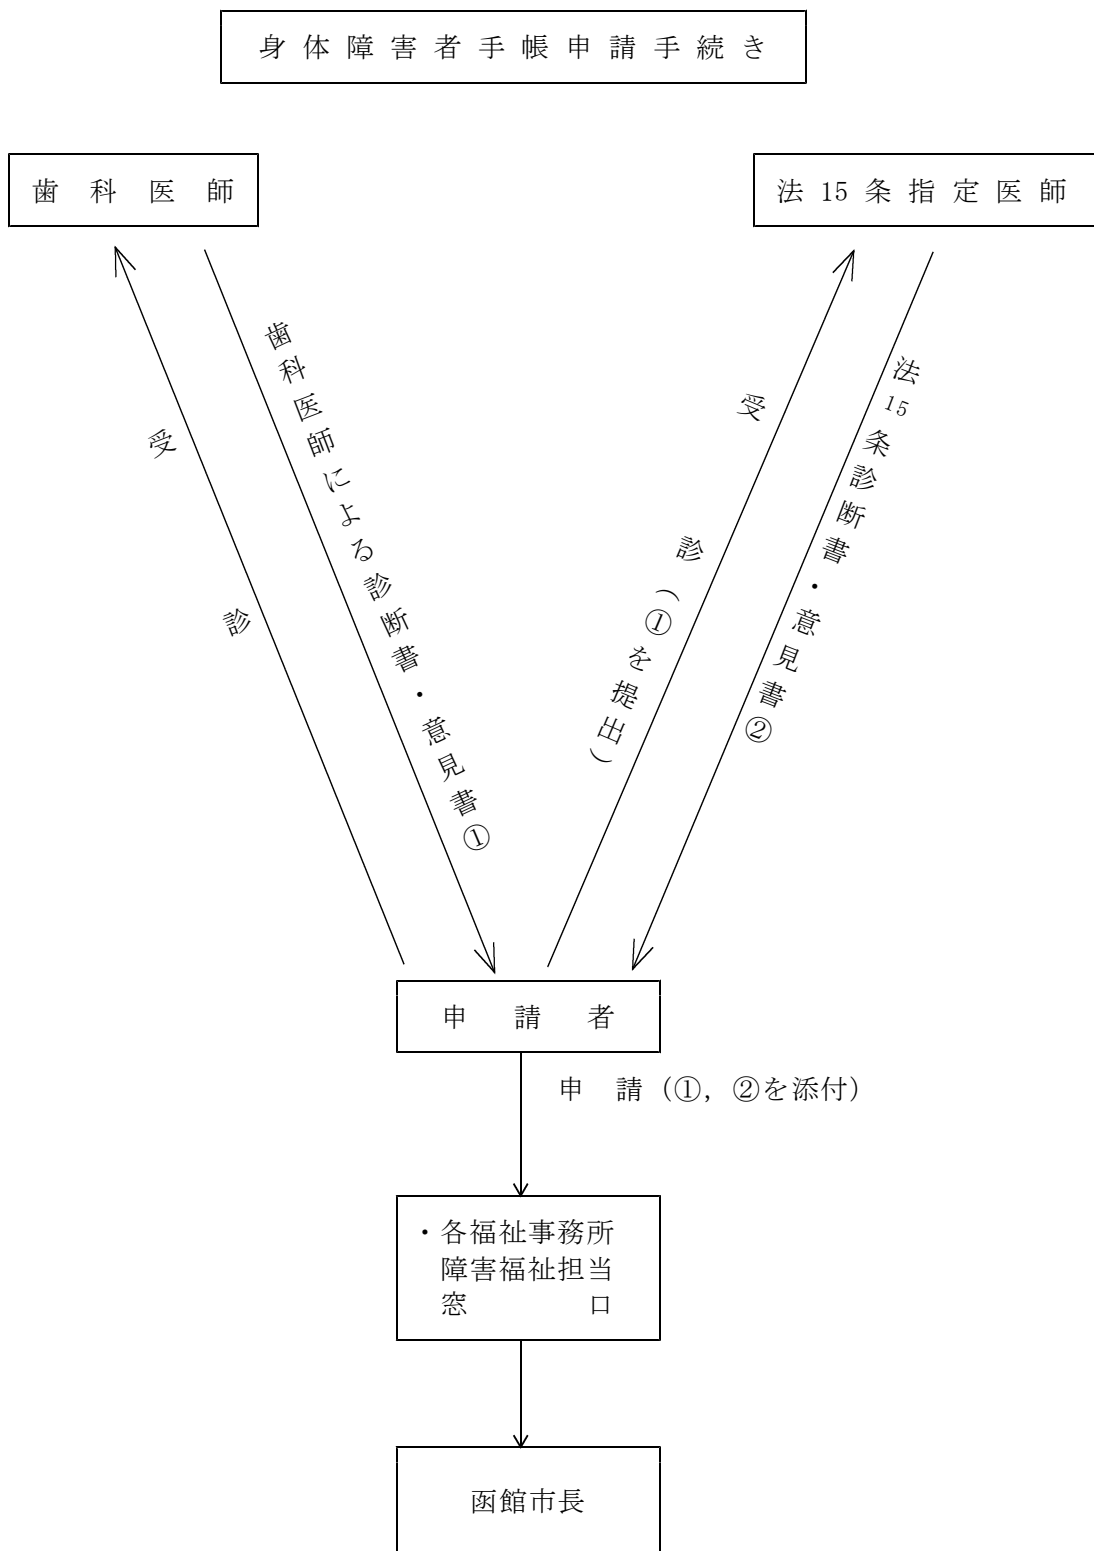 身体障害者手帳申請手続き
歯科医師
法15条指定医師
受診
歯科医師による診断書・意見書①
受診(①を提出)
法15条診断書・意見書②
申請者
申請(①，②を添付)
・各福祉事務所
障害福祉担当
窓口
函館市長